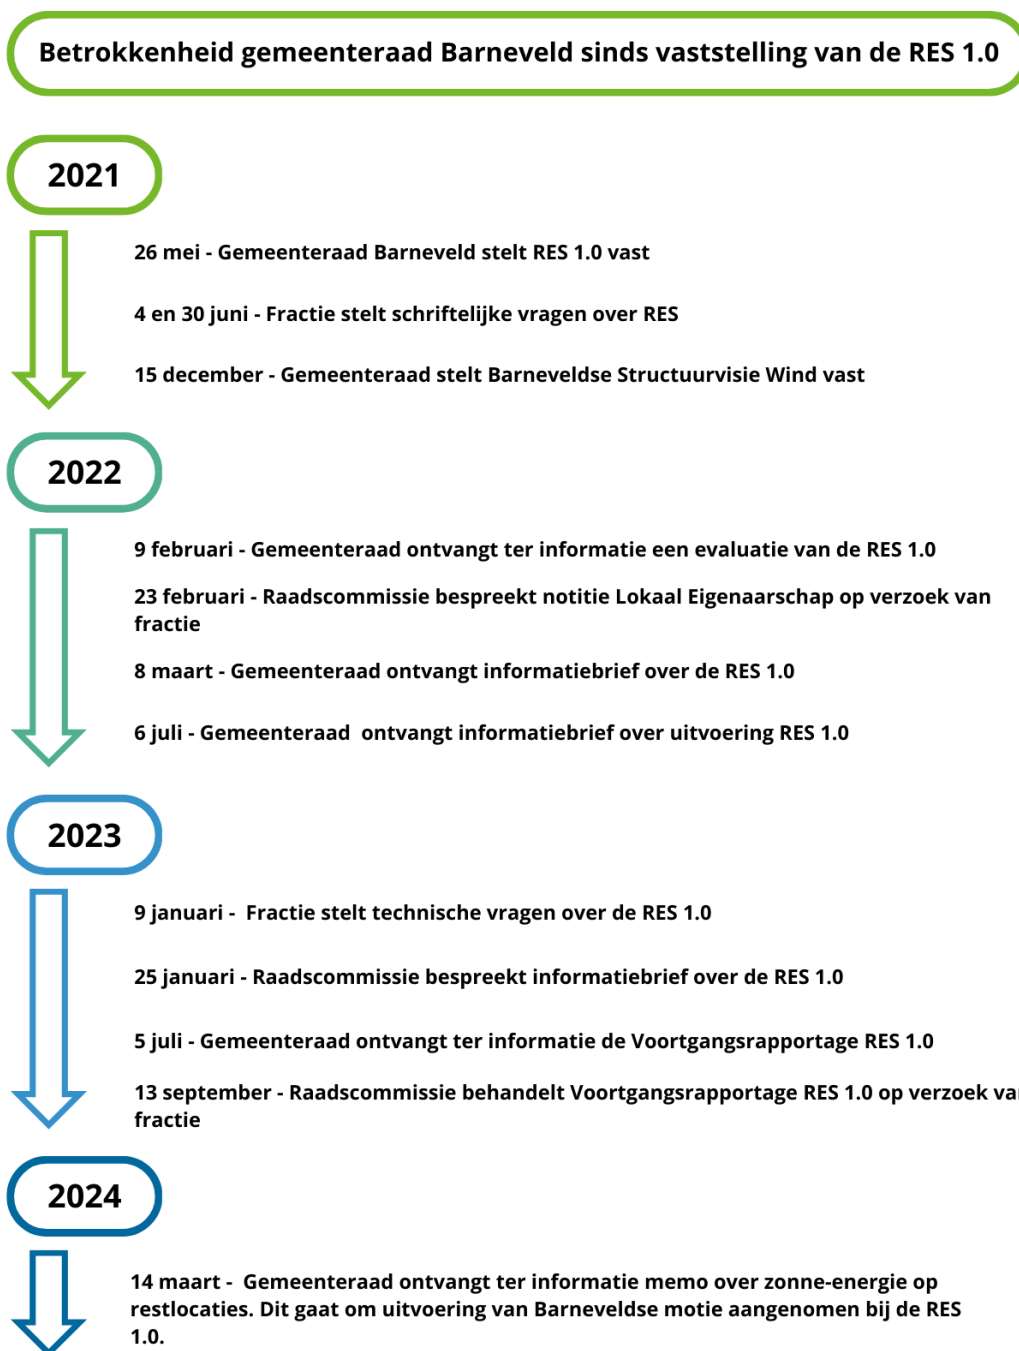 Betrokkenheid gemeenteraad Barneveld sinds vaststelling van de RES 1.0
2021
26 mei - Gemeenteraad Barneveld stelt RES 1.0 vast
4 en 30 juni - Fractie stelt schriftelijke vragen over RES
15 december - Gemeenteraad stelt Barneveldse Structuurvisie Wind vast
2022
9 februari - Gemeenteraad ontvangt ter informatie een evaluatie van de RES 1.0
23 februari - Raadscommissie bespreekt notitie Lokaal Eigenaarschap op verzoek van
fractie
8 maart - Gemeenteraad ontvangt informatiebrief over de RES 1.0
6 juli - Gemeenteraad  ontvangt informatiebrief over uitvoering RES 1.0
2023
9 januari -  Fractie stelt technische vragen over de RES 1.0
25 januari - Raadscommissie bespreekt informatiebrief over de RES 1.0
5 juli - Gemeenteraad ontvangt ter informatie de Voortgangsrapportage RES 1.0
13 september - Raadscommissie behandelt Voortgangsrapportage RES 1.0 op verzoek van
fractie
2024
14 maart -  Gemeenteraad ontvangt ter informatie memo over zonne-energie op
restlocaties. Dit gaat om uitvoering van Barneveldse motie aangenomen bij de RES
1.0.